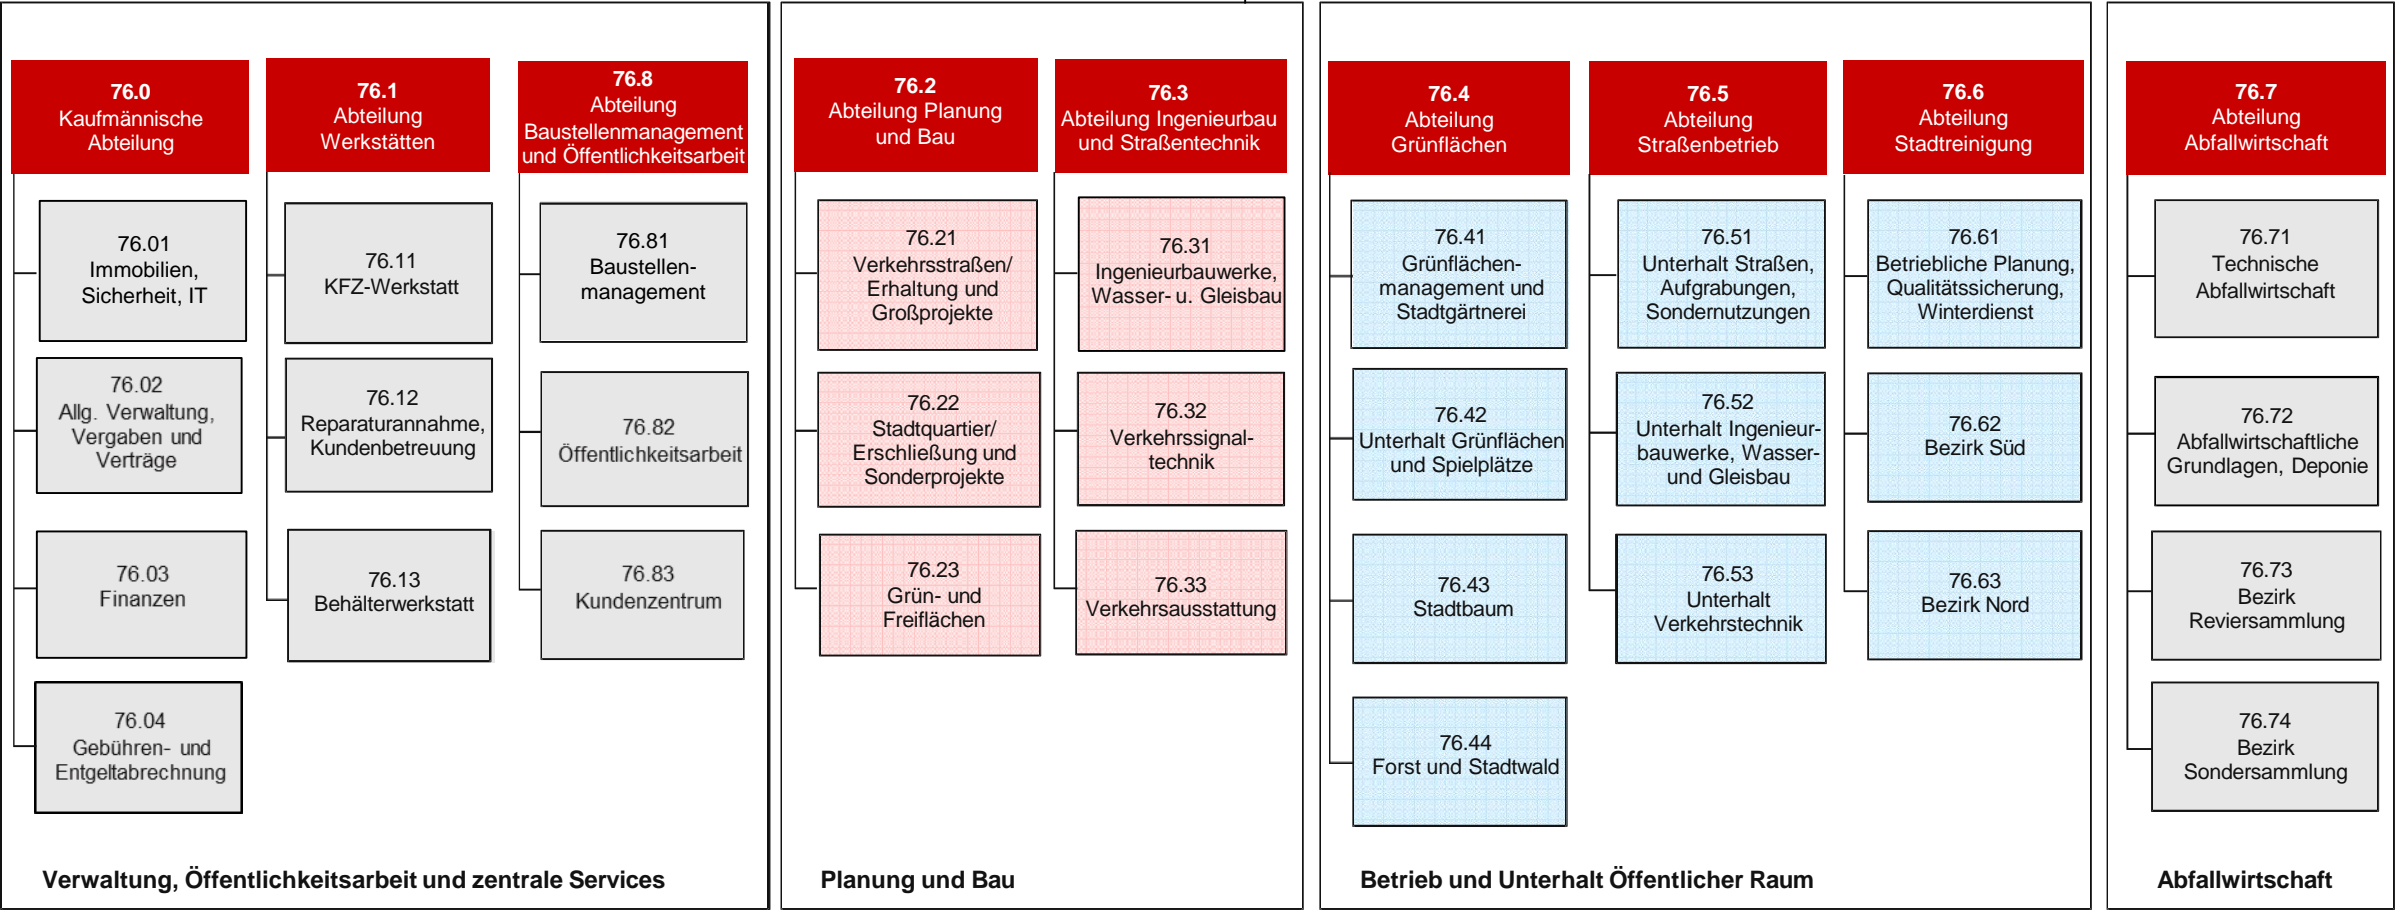 76.0
Kaufmännische
Abteilung
76.01
Immobilien,
Sicherheit, IT
76.02
Allg. Verwaltung,
Vergaben und
Verträge
76.03
Finanzen
76.04
Gebühren- und
Entgeltabrechnung
76.1
Abteilung
Werkstätten
76.11
KFZ-Werkstatt
76.12
Reparaturannahme,
Kundenbetreuung
76.13
Behälterwerkstatt
76.8
Abteilung
Baustellenmanagement
und Öffentlichkeitsarbeit
76.81
Baustellen-
management
76.82
Öffentlichkeitsarbeit
76.83
Kundenzentrum
Verwaltung, Öffentlichkeitsarbeit und zentrale Services
76.2
Abteilung Planung
und Bau
76.21
Verkehrsstraßen/
Erhaltung und
Großprojekte
76.22
Stadtquartier/
Erschließung und
Sonderprojekte
76.23
Grün- und
Freiflächen
76.3
Abteilung Ingenieurbau
und Straßentechnik
76.31
Ingenieurbauwerke,
Wasser- u. Gleisbau
76.32
Verkehrssignal-
technik
76.33
Verkehrsausstattung
Planung und Bau
76.4
Abteilung
Grünflächen
76.41
Grünflächen-
management und
Stadtgärtnerei
76.42
Unterhalt Grünflächen
und Spielplätze
76.43
Stadtbaum
76.44
Forst und Stadtwald
76.5
Abteilung
Straßenbetrieb
76.51
Unterhalt Straßen,
Aufgrabungen,
Sondernutzungen
76.52
Unterhalt Ingenieur-
bauwerke, Wasser-
und Gleisbau
76.53
Unterhalt
Verkehrstechnik
76.6
Abteilung
Stadtreinigung
76.61
Betriebliche Planung,
Qualitätssicherung,
Winterdienst
76.62
Bezirk Süd
76.63
Bezirk Nord
Betrieb und Unterhalt Öffentlicher Raum
76.7
Abteilung
Abfallwirtschaft
76.71
Technische
Abfallwirtschaft
76.72
Abfallwirtschaftliche
Grundlagen, Deponie
76.73
Bezirk
Reviersammlung
76.74
Bezirk
Sondersammlung
Abfallwirtschaft